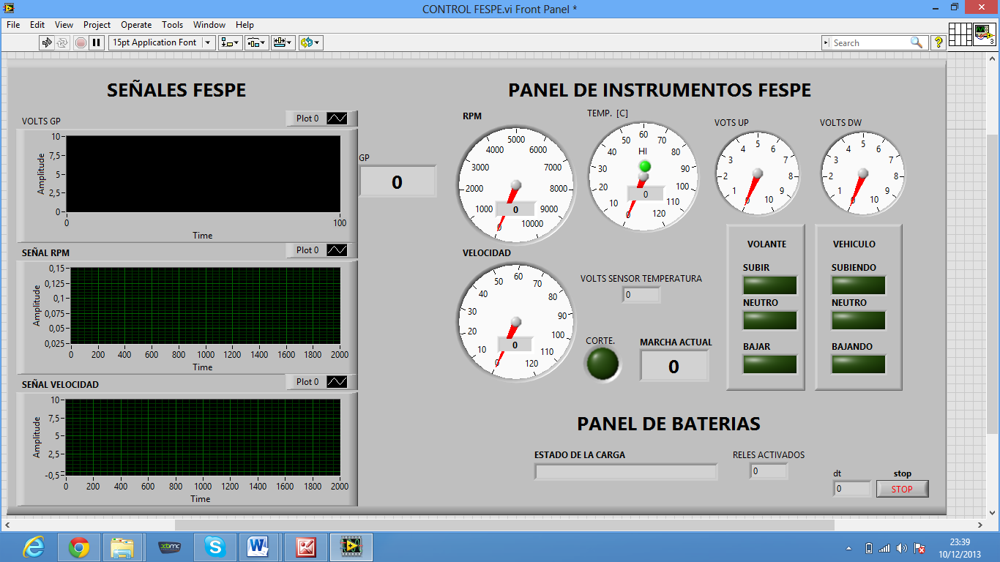 CONTROL FESPE.vi Front Panel *
File Edit View Project Operate Tools Window Help
15pt Application Font
Search
3
SEÑALES FESPE
VOLTS GP
Plot 0
10
7,5
5
2,5
0
Amplitude
0 100
Time
GP
0
SEÑAL RPM
Plot 0
0,15
0,125
0,1
0,075
0,05
0,025
Amplitude
0 200 400 600 800 1000 1200 1400 1600 1800 2000
Time
SEÑAL VELOCIDAD
Plot 0
10
7,5
5
2,5
-0,5
Amplitude
0 200 400 600 800 1000 1200 1400 1600 1800 2000
Time
PANEL DE INSTRUMENTOS FESPE
RPM
0 1000 2000 3000 4000 5000 6000 7000 8000 9000 10000
0
TEMP. [C]
0 10 20 30 40 50 60 70 80 90 100 110 120
HI
0
VOTS UP
0 1 2 3 4 5 6 7 8 9 10
VOLTS DW
0 1 2 3 4 5 6 7 8 9 10
VELOCIDAD
0 10 20 30 40 50 60 70 80 90 100 110 120
0
VOLTS SENSOR TEMPERATURA
0
CORTE.
MARCHA ACTUAL
0
VOLANTE
SUBIR
NEUTRO
BAJAR
VEHICULO
SUBIENDO
NEUTRO
BAJANDO
PANEL DE BATERIAS
ESTADO DE LA CARGA
RELES ACTIVADOS
0
dt
0
stop
STOP
xbmc
23:39
10/12/2013